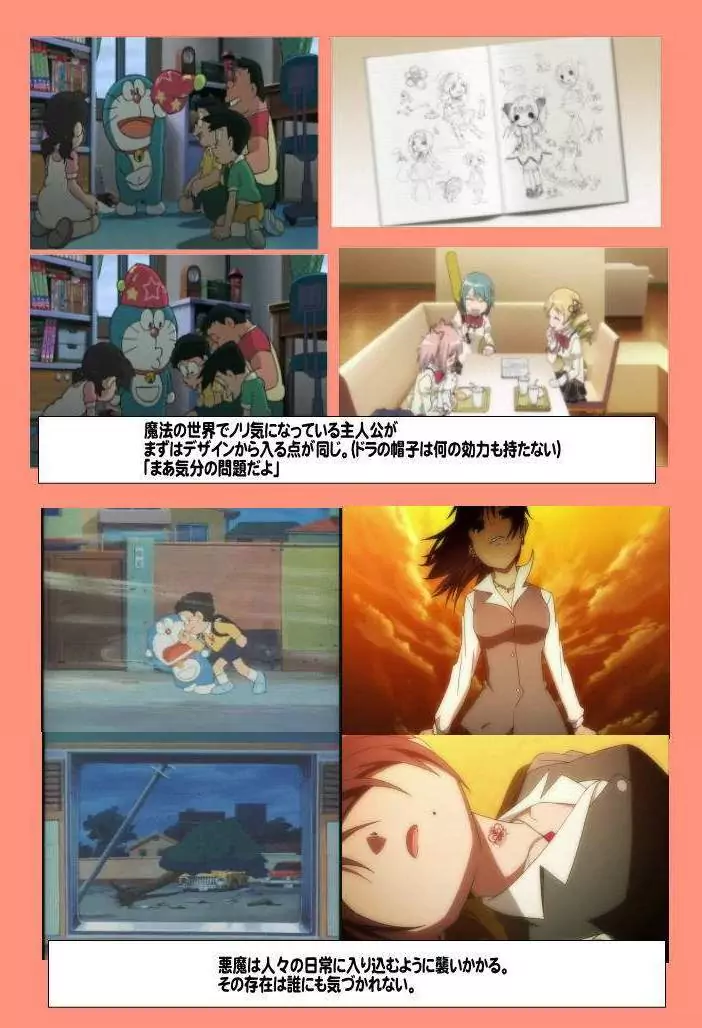 魔法の世界でノリ気になっている主人公が
まずはデザインから入る点が同じ。(ドラの帽子は何の効力も持たない)
「まあ気分の問題だよ」
悪魔は人々の日常に入り込むように襲いかかる。
その存在は誰にも気づかれない。